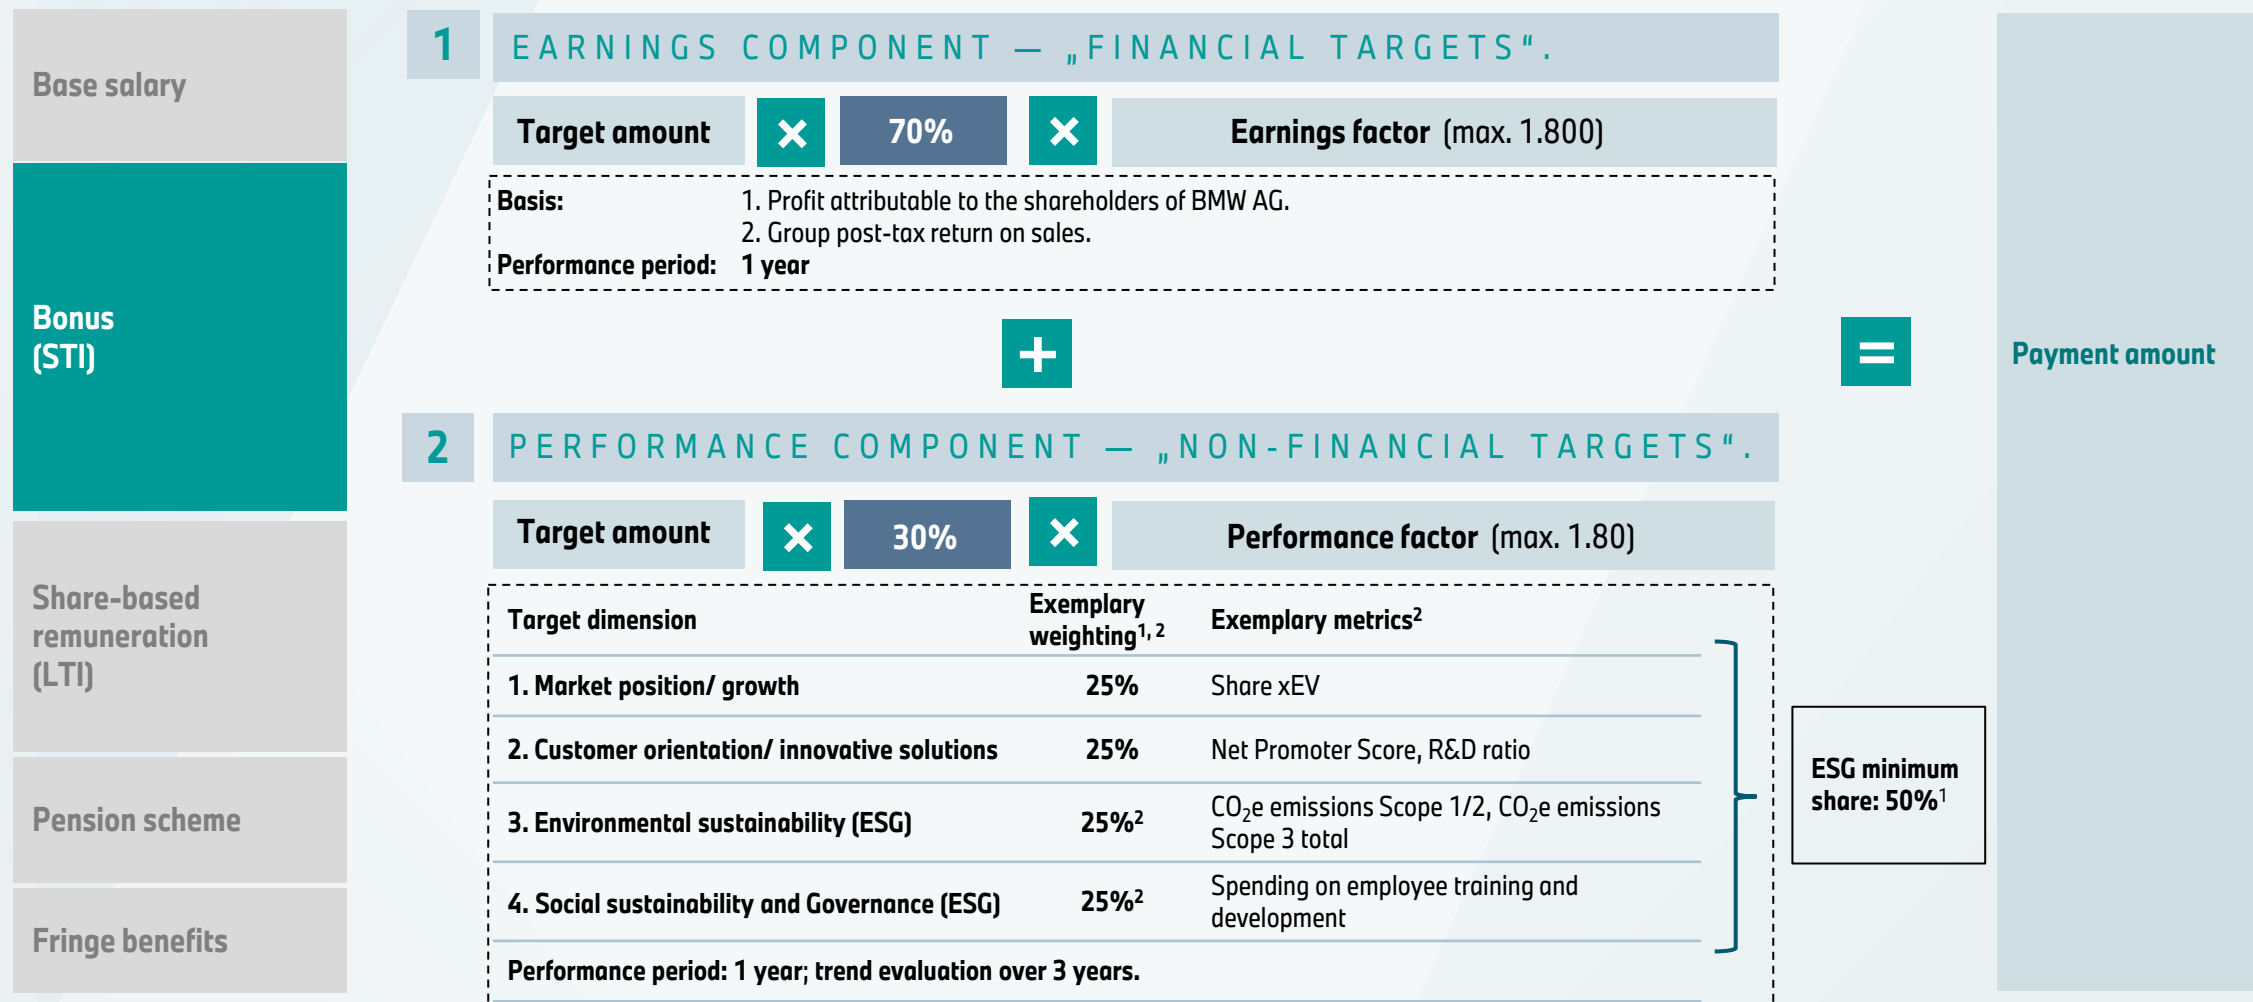 Base salary
Bonus
(STI)
Share-based
remuneration
(LTI)
Pension scheme
Fringe benefits
1
EARNINGS COMPONENT — „FINANCIAL TARGETS“.
Target amount × 70% × Earnings factor (max. 1.800)
Basis: 1. Profit attributable to the shareholders of BMW AG.
2. Group post-tax return on sales.
Performance period: 1 year
+
2
PERFORMANCE COMPONENT — „NON-FINANCIAL TARGETS“.
Target amount × 30% × Performance factor (max. 1.80)
Target dimension
Exemplary
weighting¹˒ ²
Exemplary metrics²
1. Market position/ growth 25% Share xEV
2. Customer orientation/ innovative solutions 25% Net Promoter Score, R&D ratio
3. Environmental sustainability (ESG) 25%²
CO₂e emissions Scope 1/2, CO₂e emissions
Scope 3 total
4. Social sustainability and Governance (ESG) 25%²
Spending on employee training and
development
Performance period: 1 year; trend evaluation over 3 years.
ESG minimum
share: 50%¹
=
Payment amount